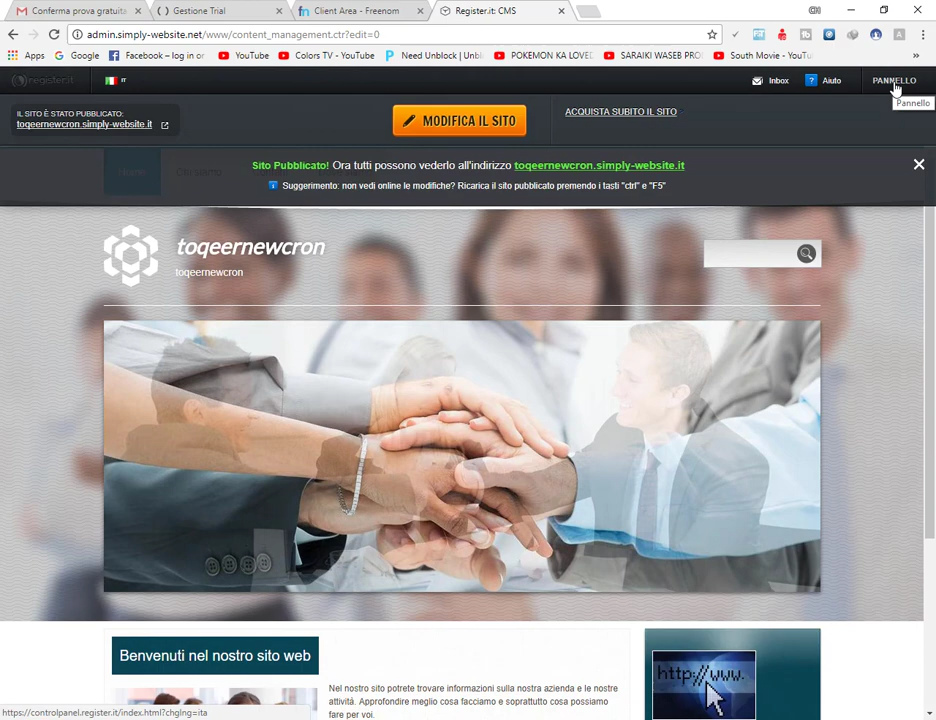 Conferma prova gratuita
Gestione Trial
Client Area - Freenom
Register.it: CMS
admin.simply-website.net/www/content_management.ctr?edit=0
Apps
Google
Facebook – log in or
YouTube
Colors TV - YouTube
Need Unblock | Unbl
POKEMON KA LOVE
SARAIKI WASEB PRO
South Movie - YouTu
»
register.it
IT
Inbox
Aiuto
PANNELLO
Pannello
IL SITO È STATO PUBBLICATO:
toqeernewcron.simply-website.it
MODIFICA IL SITO
ACQUISTA SUBITO IL SITO
Sito Pubblicato! Ora tutti possono vederlo all'indirizzo toqeernewcron.simply-website.it
Suggerimento: non vedi online le modifiche? Ricarica il sito pubblicato premendo i tasti "ctrl" e "F5"
Home
toqeernewcron
toqeernewcron
Benvenuti nel nostro sito web
http://www.
Nel nostro sito potrete trovare informazioni sulla nostra azienda e le nostre
attività. Approfondire meglio cosa facciamo e soprattutto cosa possiamo
fare per voi.
https://controlpanel.register.it/index.html?chglng=ita